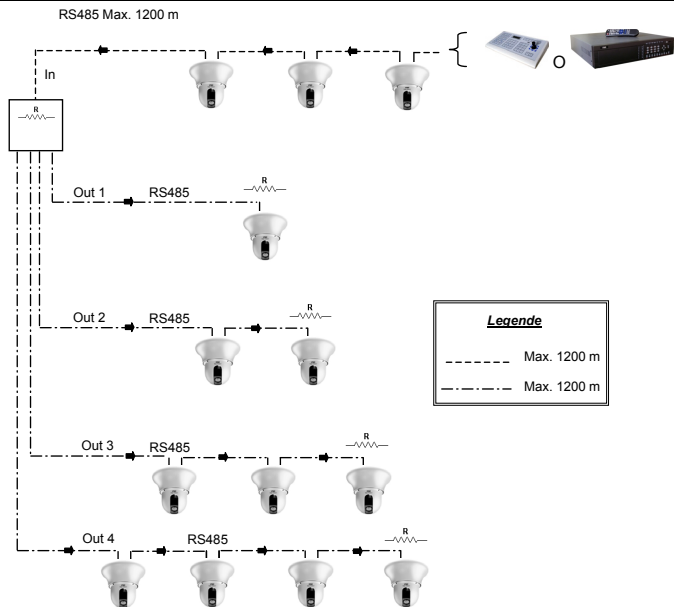 RS485 Max. 1200 m
O
In
R
R
Out 1 RS485
R
Out 2 RS485
Legende
Max. 1200 m
Max. 1200 m
R
Out 3 RS485
R
Out 4 RS485